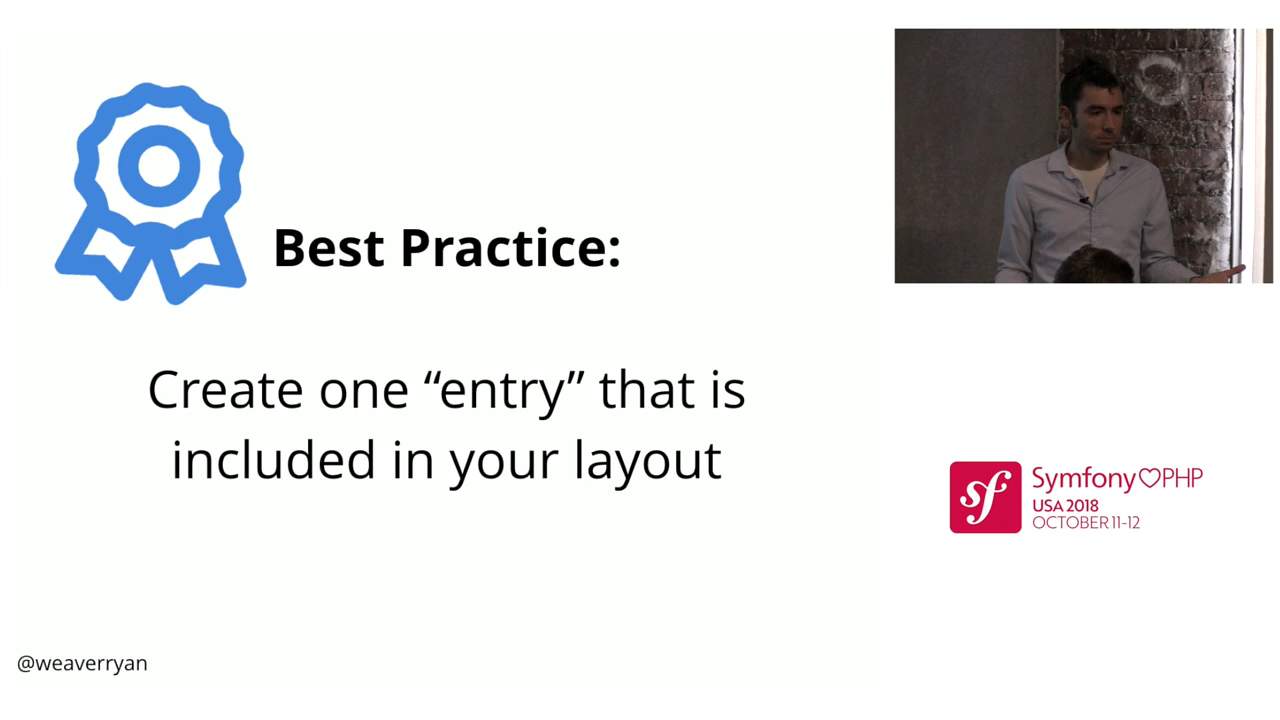 Best Practice:
Create one “entry” that is
included in your layout
@weaverryan
sf
Symfony♡PHP
USA 2018
OCTOBER 11-12